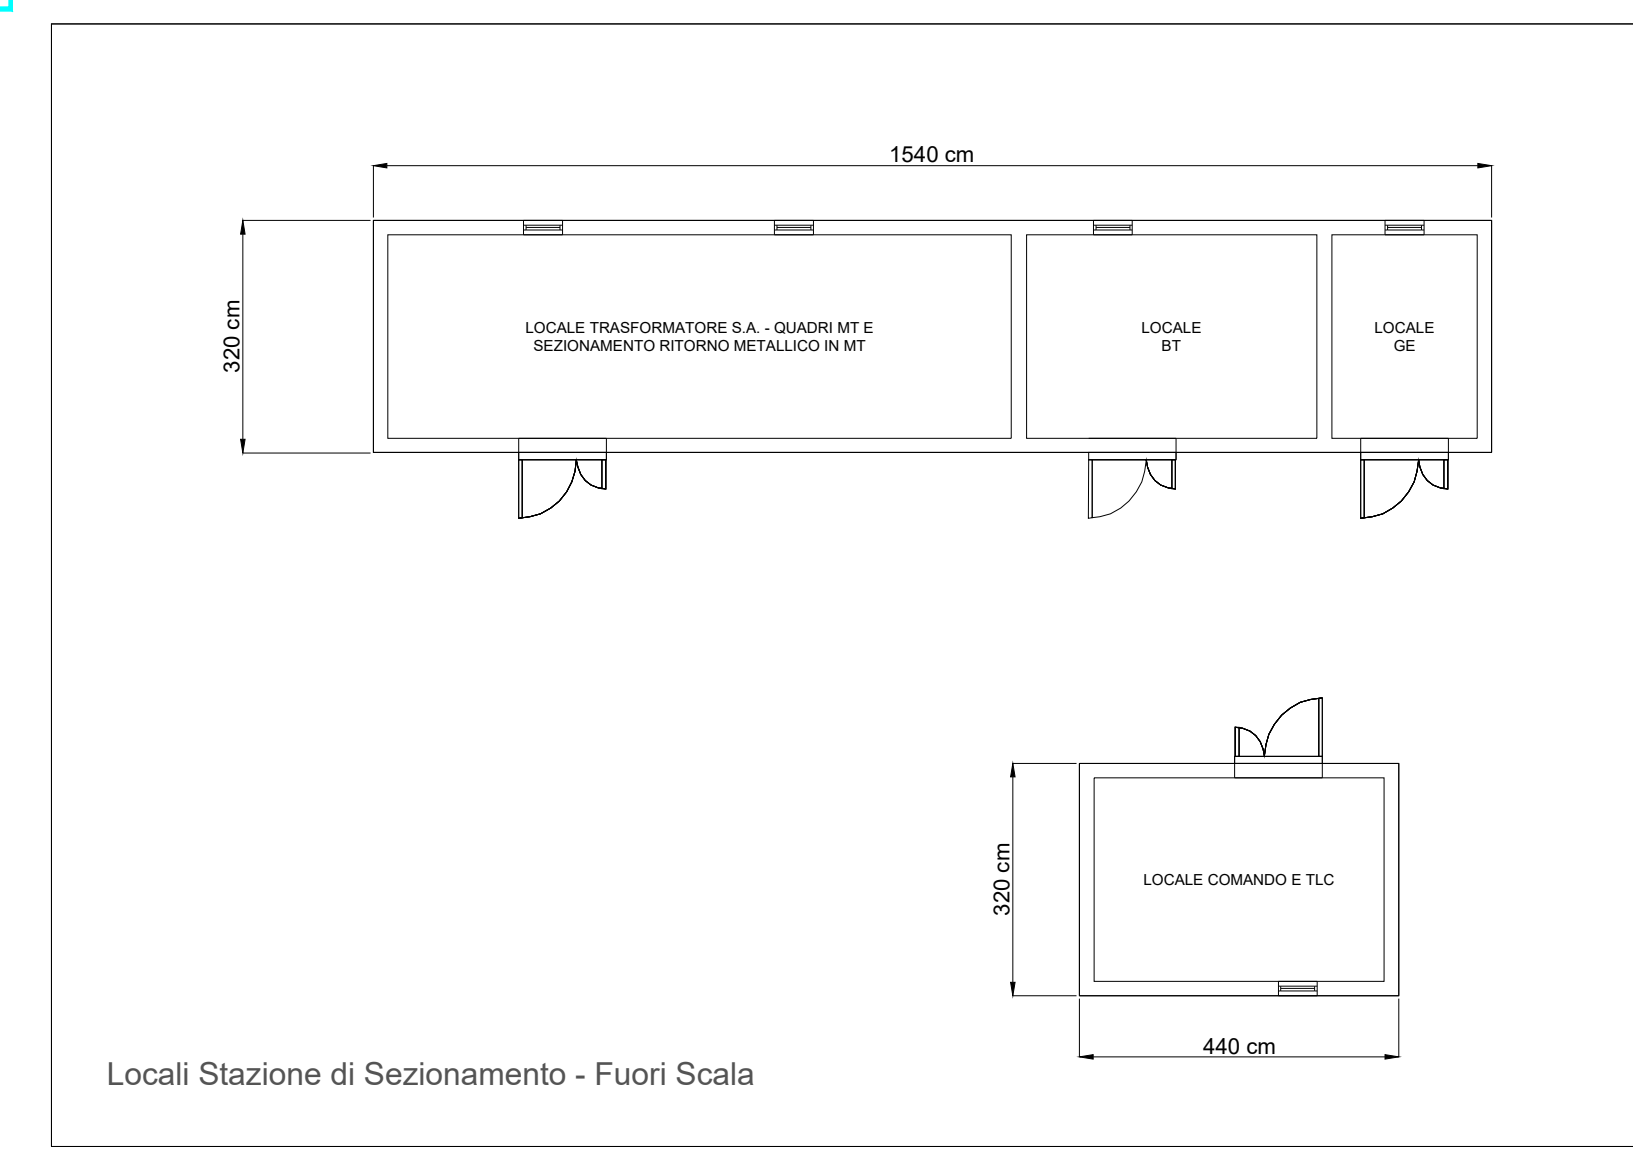 1540 cm
320 cm
LOCALE TRASFORMATORE S.A. - QUADRI MT E
SEZIONAMENTO RITORNO METALLICO IN MT
LOCALE
BT
LOCALE
GE
320 cm
LOCALE COMANDO E TLC
440 cm
Locali Stazione di Sezionamento - Fuori Scala